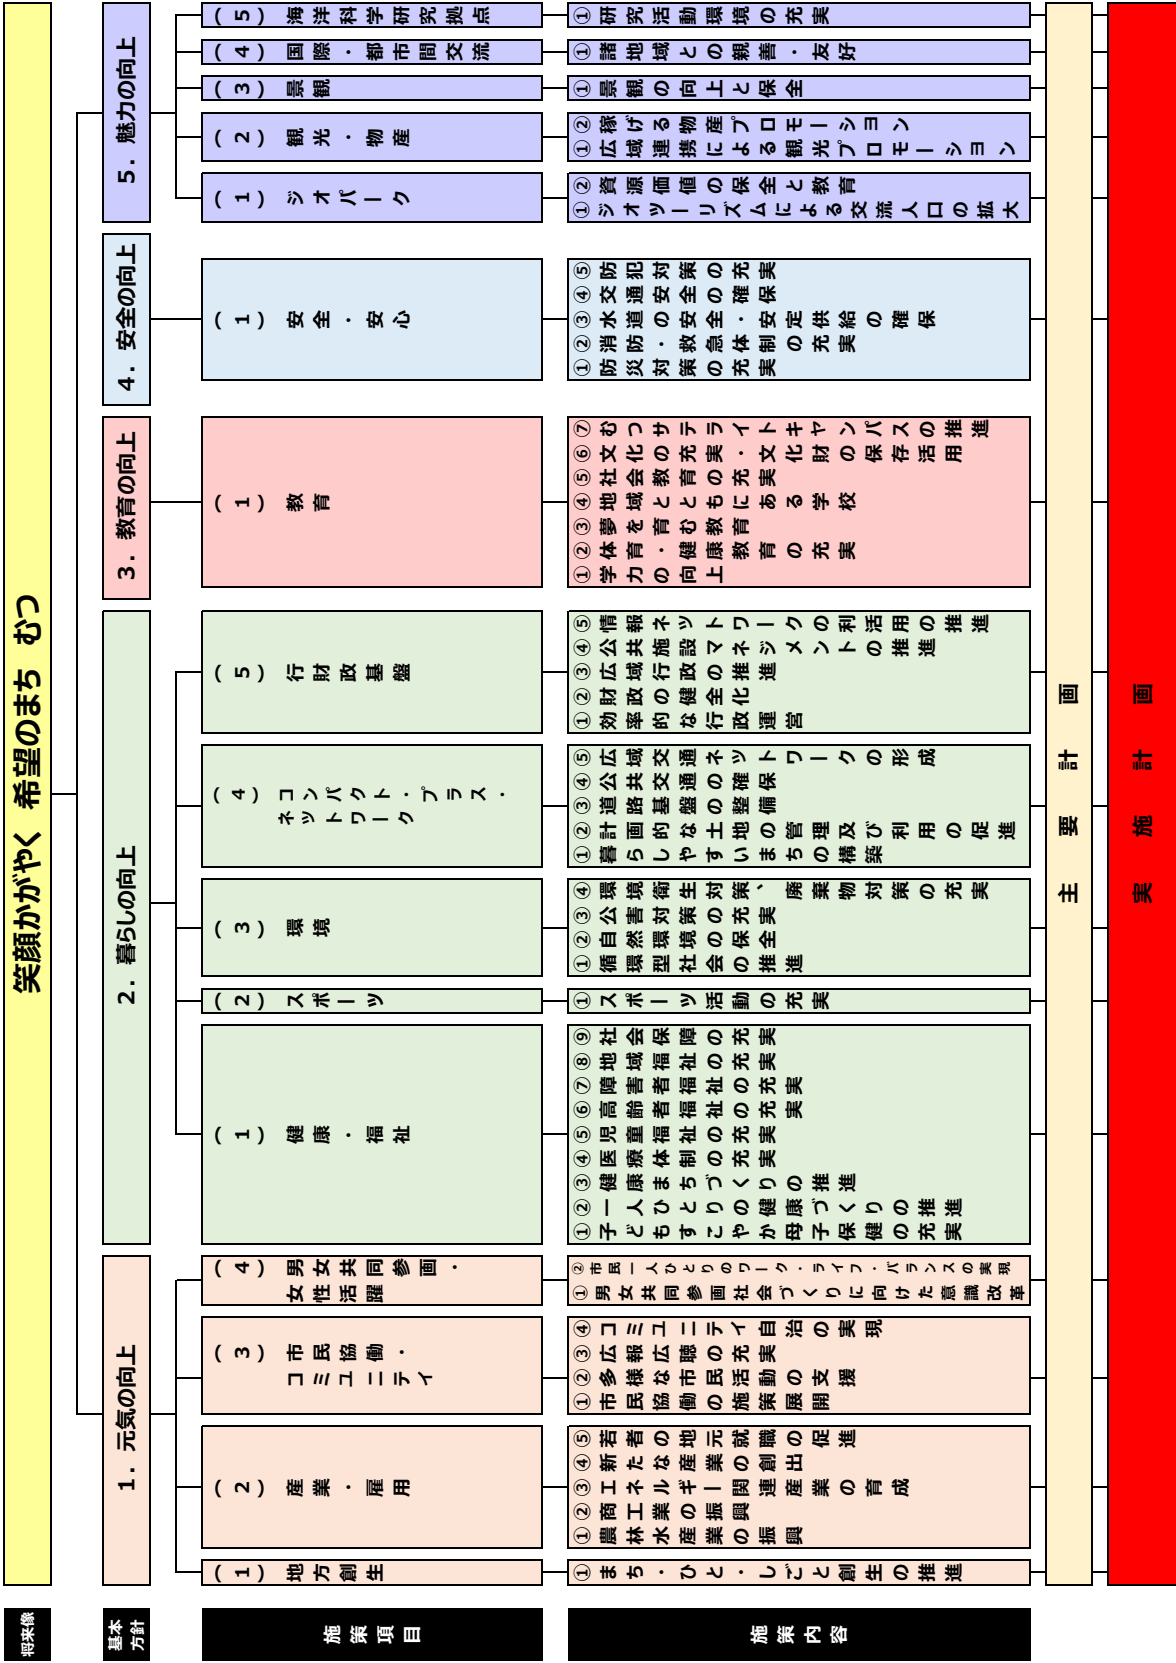 将来像
笑顔かがやく 希望のまち むつ
基本
方針
施策項目
施策内容
1．元気の向上
（1）地方創生
①まち・ひと・しごと創生の推進
（2）産業・雇用
①農林水産業の振興
②商工業の振興
③エネルギー関連産業の育成
④新たな産業の創出
⑤若者の地元就職の促進
（3）市民協働・
コミュニティ
①市民協働の施策展開
②多様な市民活動の支援
③広報広聴の充実
④コミュニティ自治の実現
（4）男女共同参画・
女性活躍
①男女共同参画社会づくりに向けた意識改革
②市民一人ひとりのワーク・ライフ・バランスの実現
2．暮らしの向上
（1）健康・福祉
①子どもすこやか母子保健の充実
②一人ひとりの健康づくりの推進
③健康まちづくりの推進
④医療体制の充実
⑤児童福祉の充実
⑥高齢者福祉の充実
⑦障害者福祉の充実
⑧地域福祉の充実
⑨社会保障の充実
（2）スポーツ
①スポーツ活動の充実
（3）環境
①循環型社会の推進
②自然環境の保全
③公害対策の充実
④環境衛生対策、廃棄物対策の充実
（4）コンパクト・プラス・
ネットワーク
①暮らしやすいまちの構築
②計画的な土地の管理及び利用の促進
③道路基盤の整備
④公共交通の確保
⑤広域交通ネットワークの形成
（5）行財政基盤
①効率的な行政運営
②財政の健全化
③広域行政の推進
④公共施設マネジメントの推進
⑤情報ネットワークの利活用の推進
3．教育の向上
（1）教育
①学力の向上
②体育・健康教育の充実
③夢を育む教育
④地域とともにある学校
⑤社会教育の充実
⑥文化の充実・文化財の保存活用
⑦むつサテライトキャンパスの推進
4．安全の向上
（1）安全・安心
①防災対策の充実
②消防・救急体制の充実
③水道の安全・安定供給の確保
④交通安全の確保
⑤防犯対策の充実
5．魅力の向上
（1）ジオパーク
①ジオツーリズムによる交流人口の拡大
②資源価値の保全と教育
（2）観光・物産
①広域連携による観光プロモーション
②稼げる物産プロモーション
（3）景観
①景観の向上と保全
（4）国際・都市間交流
①諸地域との親善・友好
（5）海洋科学研究拠点
①研究活動環境の充実
主要計画
実施計画